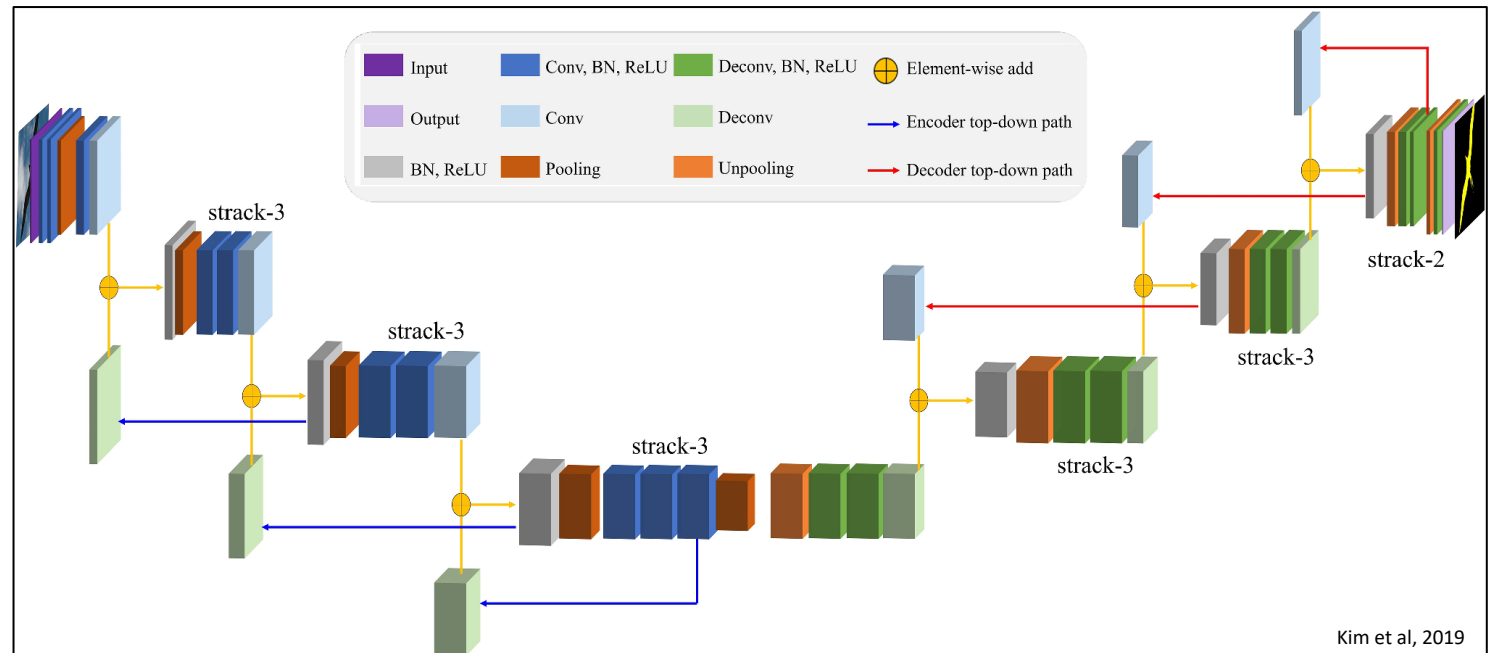 Input
Conv, BN, ReLU
Deconv, BN, ReLU
Element-wise add
Output
Conv
Deconv
Encoder top-down path
BN, ReLU
Pooling
Unpooling
Decoder top-down path
strack-3
strack-3
strack-3
strack-3
strack-3
strack-2
Kim et al, 2019